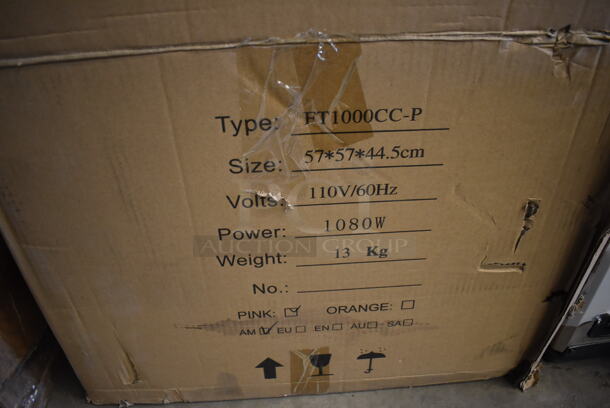 Type: FT1000CC-P
Size: 57*57*44.5cm
Volts: 110V/60Hz
Power: 1080W
AUCTION GROUP
Weight: 13 Kg
No.:
PINK: ORANGE:
AM EU EN AU SA